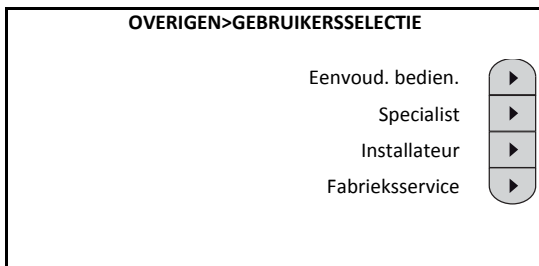 OVERIGEN>GEBRUIKERSSELECTIE
Eenvoud. bedien.
Specialist
Installateur
Fabrieksservice